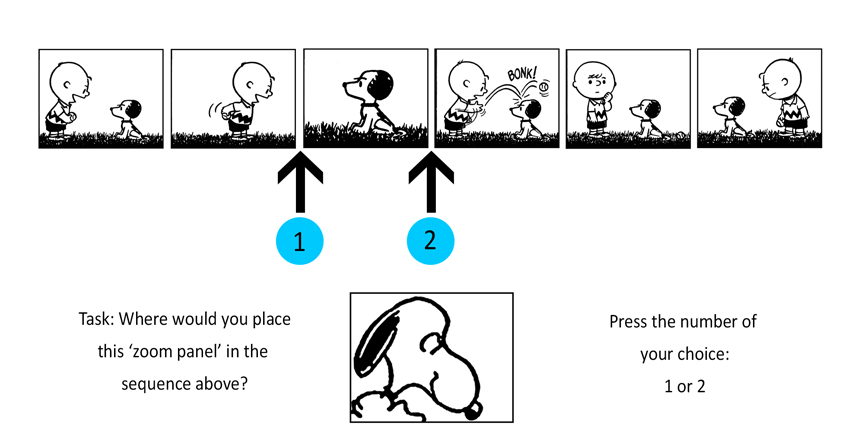 BONK!
1
2
Task: Where would you place
this ‘zoom panel’ in the
sequence above?
Press the number of
your choice:
1 or 2